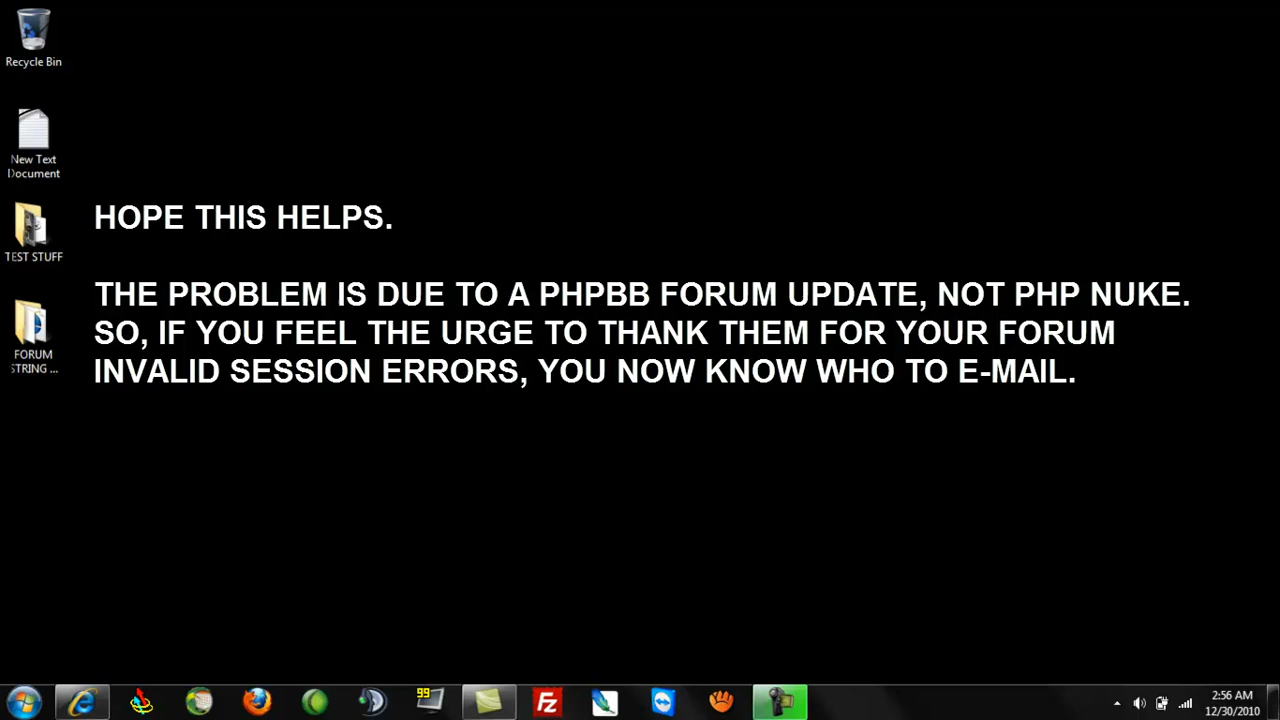 Recycle Bin
New Text
Document
TEST STUFF
FORUM
STRING ...
HOPE THIS HELPS.
THE PROBLEM IS DUE TO A PHPBB FORUM UPDATE, NOT PHP NUKE.
SO, IF YOU FEEL THE URGE TO THANK THEM FOR YOUR FORUM
INVALID SESSION ERRORS, YOU NOW KNOW WHO TO E-MAIL.
99
FZ
2:56 AM
12/30/2010